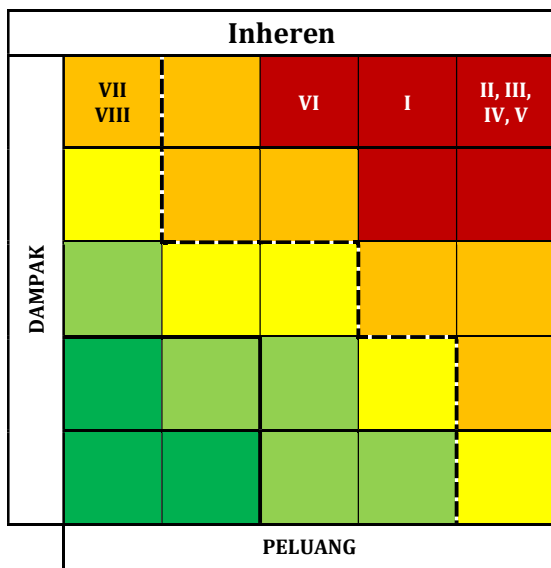 Inheren
VII
VIII
VI
I
II, III,
IV, V
DAMPAK
PELUANG